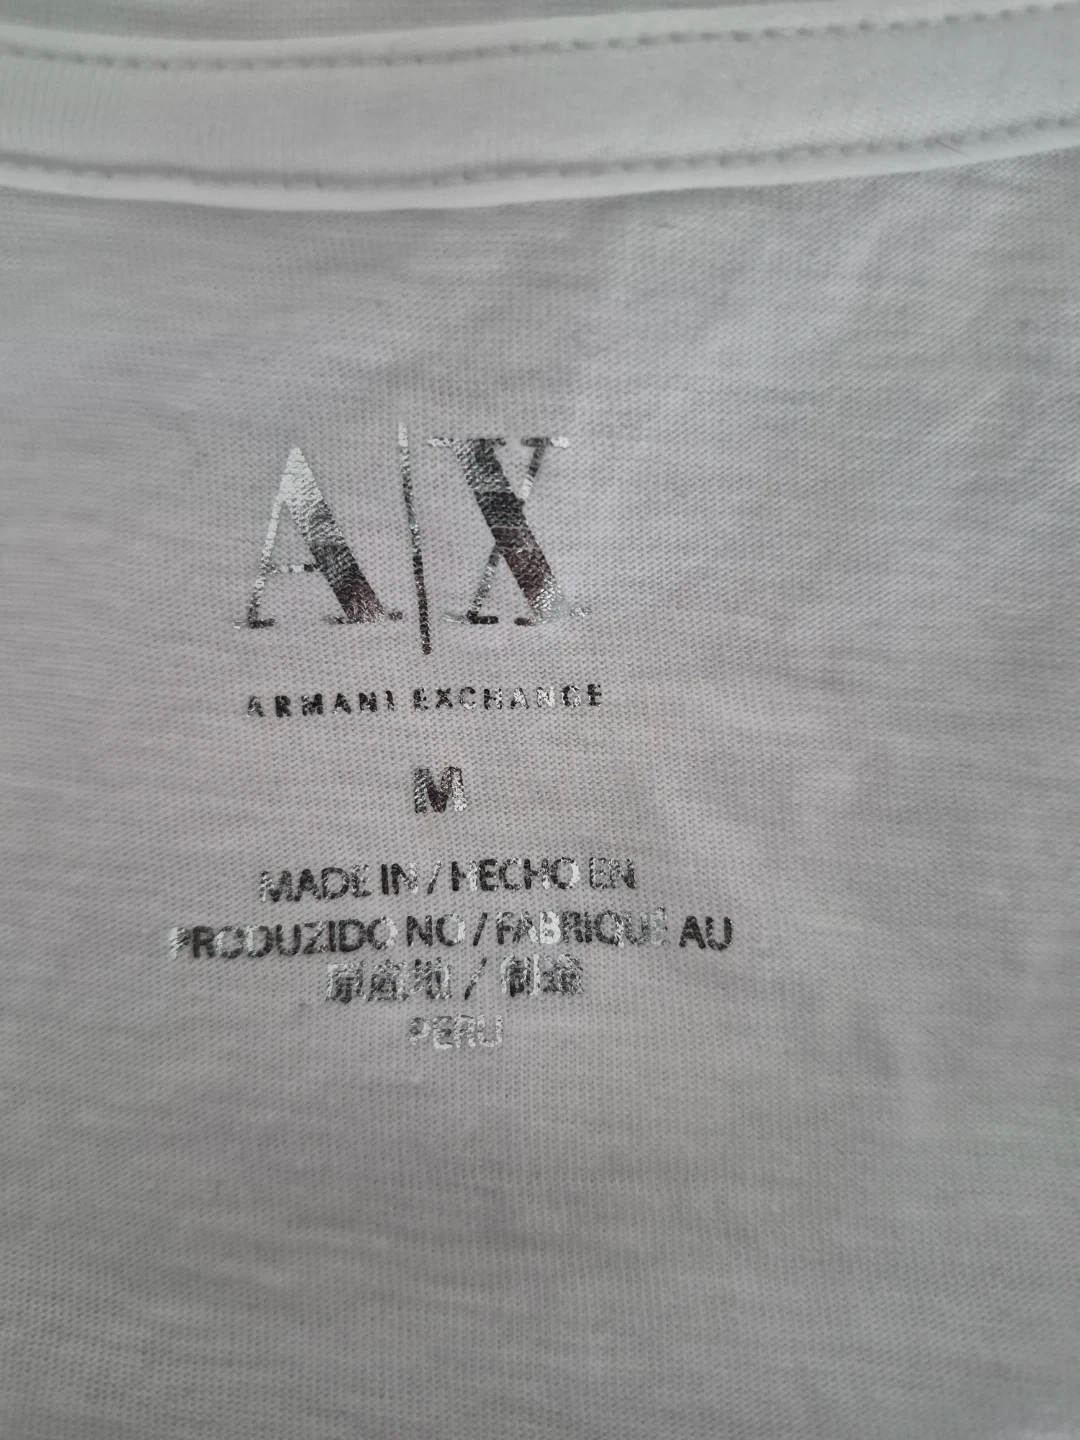 A|X
ARMANI EXCHANGE
M
MADE IN / HECHO EN
PRODUZIDO NO / FABRIQUÉ AU
原産地 / 制造
PERU